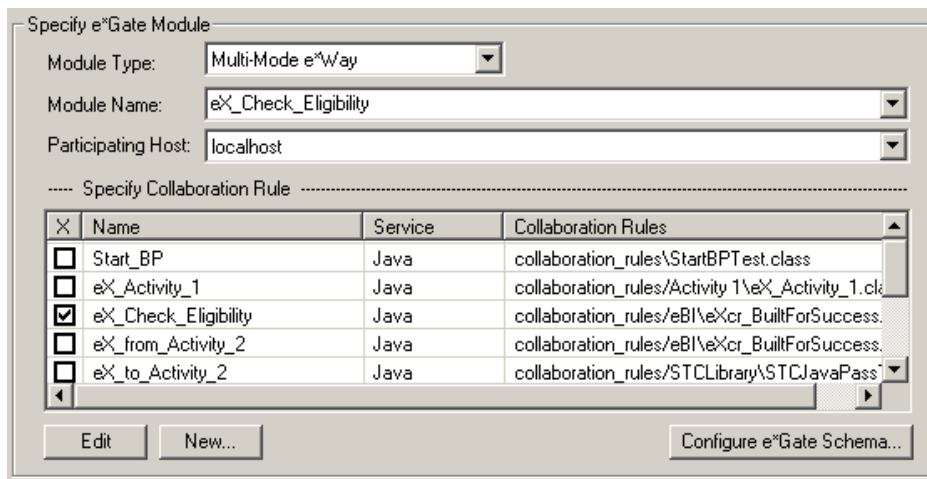 Specify e*Gate Module
Module Type: Multi-Mode e*Way
Module Name: eX_Check_Eligibility
Participating Host: localhost
----- Specify Collaboration Rule -----
X Name Service Collaboration Rules
Start_BP Java collaboration_rules\StartBPTest.class
eX_Activity_1 Java collaboration_rules/Activity 1\eX_Activity_1.cla
eX_Check_Eligibility Java collaboration_rules/eBI\eXcr_BuiltForSuccess.
eX_from_Activity_2 Java collaboration_rules/eBI\eXcr_BuiltForSuccess.
eX_to_Activity_2 Java collaboration_rules/STCLibrary\STCJavaPassT
Edit New... Configure e*Gate Schema...